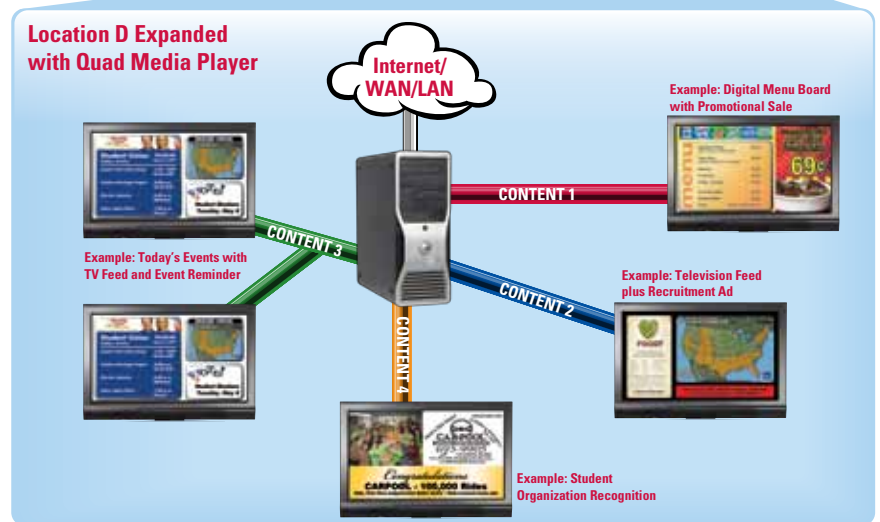 Location D Expanded
with Quad Media Player
Internet/
WAN/LAN
Example: Digital Menu Board
with Promotional Sale
menu
69¢
CONTENT 1
CONTENT 3
Example: Today's Events with
TV Feed and Event Reminder
CONTENT 2
Example: Television Feed
plus Recruitment Ad
CONTENT 4
CARPOOL
Congratulations
CARPOOL - 100,000 Rides
Example: Student
Organization Recognition